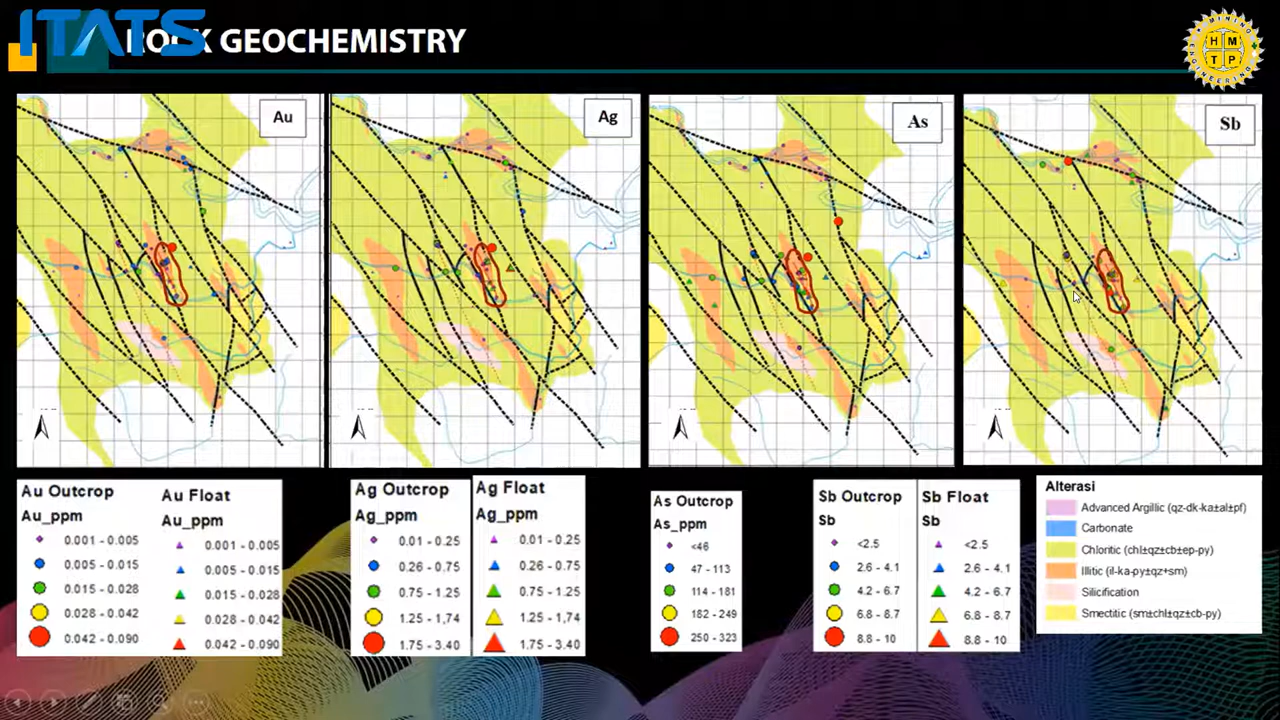 ITATS
ROCK GEOCHEMISTRY
H M
T P
MINING
ENGINEERING
Au
Ag
As
Sb
Au Outcrop
Au_ppm
0.001 - 0.005
0.005 - 0.015
0.015 - 0.028
0.028 - 0.042
0.042 - 0.090
Au Float
Au_ppm
0.001 - 0.005
0.005 - 0.015
0.015 - 0.028
0.028 - 0.042
0.042 - 0.090
Ag Outcrop
Ag_ppm
0.01 - 0.25
0.26 - 0.75
0.75 - 1.25
1.25 - 1,74
1.75 - 3.40
Ag Float
Ag_ppm
0.01 - 0.25
0.26 - 0.75
0.75 - 1.25
1.25 - 1,74
1.75 - 3.40
As Outcrop
As_ppm
<46
47 - 113
114 - 181
182 - 249
250 - 323
Sb Outcrop
Sb
<2.5
2.6 - 4.1
4.2 - 6.7
6.8 - 8.7
8.8 - 10
Sb Float
Sb
<2.5
2.6 - 4.1
4.2 - 6.7
6.8 - 8.7
8.8 - 10
Alterasi
Advanced Argillic (qz-dk-ka±al±pf)
Carbonate
Chloritic (chl±qz±cb±ep-py)
Illitic (il-ka-py±qz+sm)
Silicification
Smectitic (sm±chl±qz±cb-py)